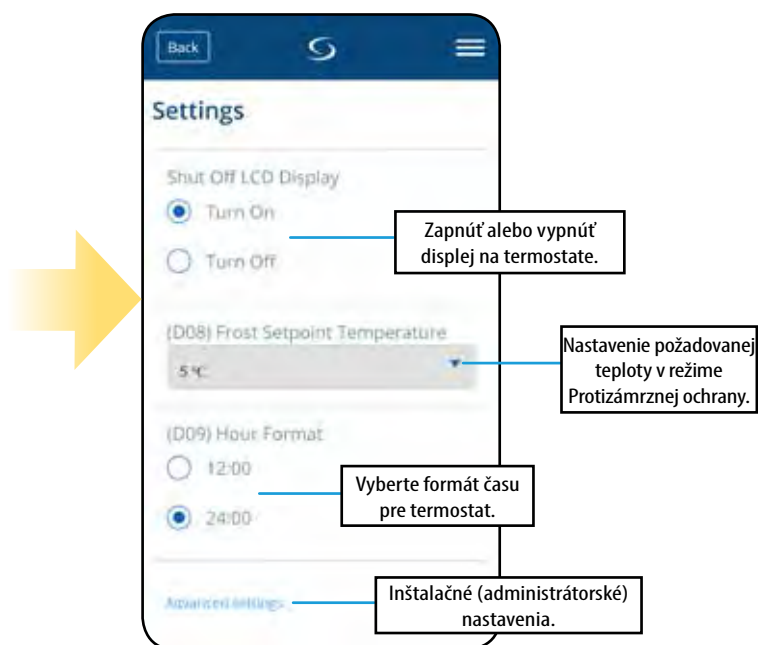 Back
Settings
Shut Off LCD Display
Turn On
Zapnúť alebo vypnúť
displej na termostate.
Turn Off
(D08) Frost Setpoint Temperature
5 °C
Nastavenie požadovanej
teploty v režime
Protizámrznej ochrany.
(D09) Hour Format
12:00
Vyberte formát času
pre termostat.
24:00
Advanced settings
Inštalačné (administrátorské)
nastavenia.